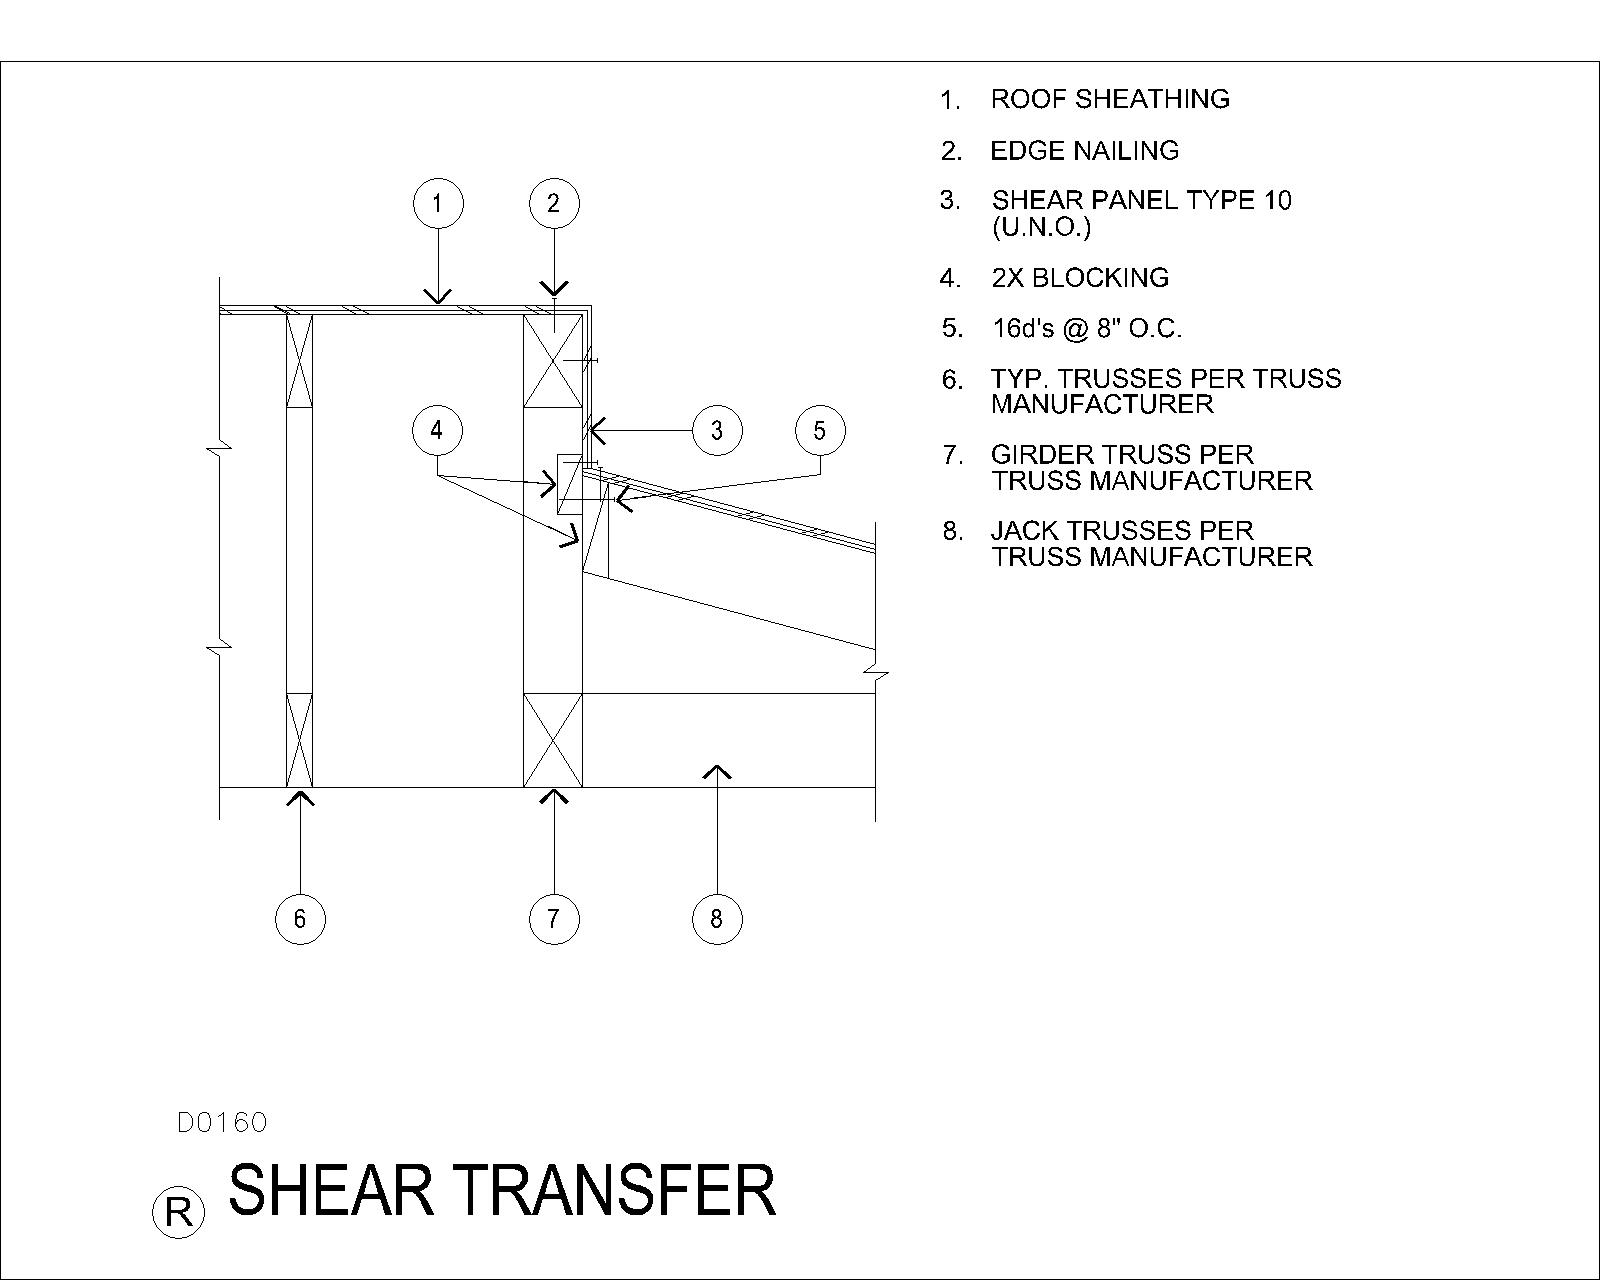 1. ROOF SHEATHING
2. EDGE NAILING
3. SHEAR PANEL TYPE 10
(U.N.O.)
4. 2X BLOCKING
5. 16d's @ 8" O.C.
6. TYP. TRUSSES PER TRUSS
MANUFACTURER
7. GIRDER TRUSS PER
TRUSS MANUFACTURER
8. JACK TRUSSES PER
TRUSS MANUFACTURER
1
2
4
3
5
6
7
8
D0160
R SHEAR TRANSFER